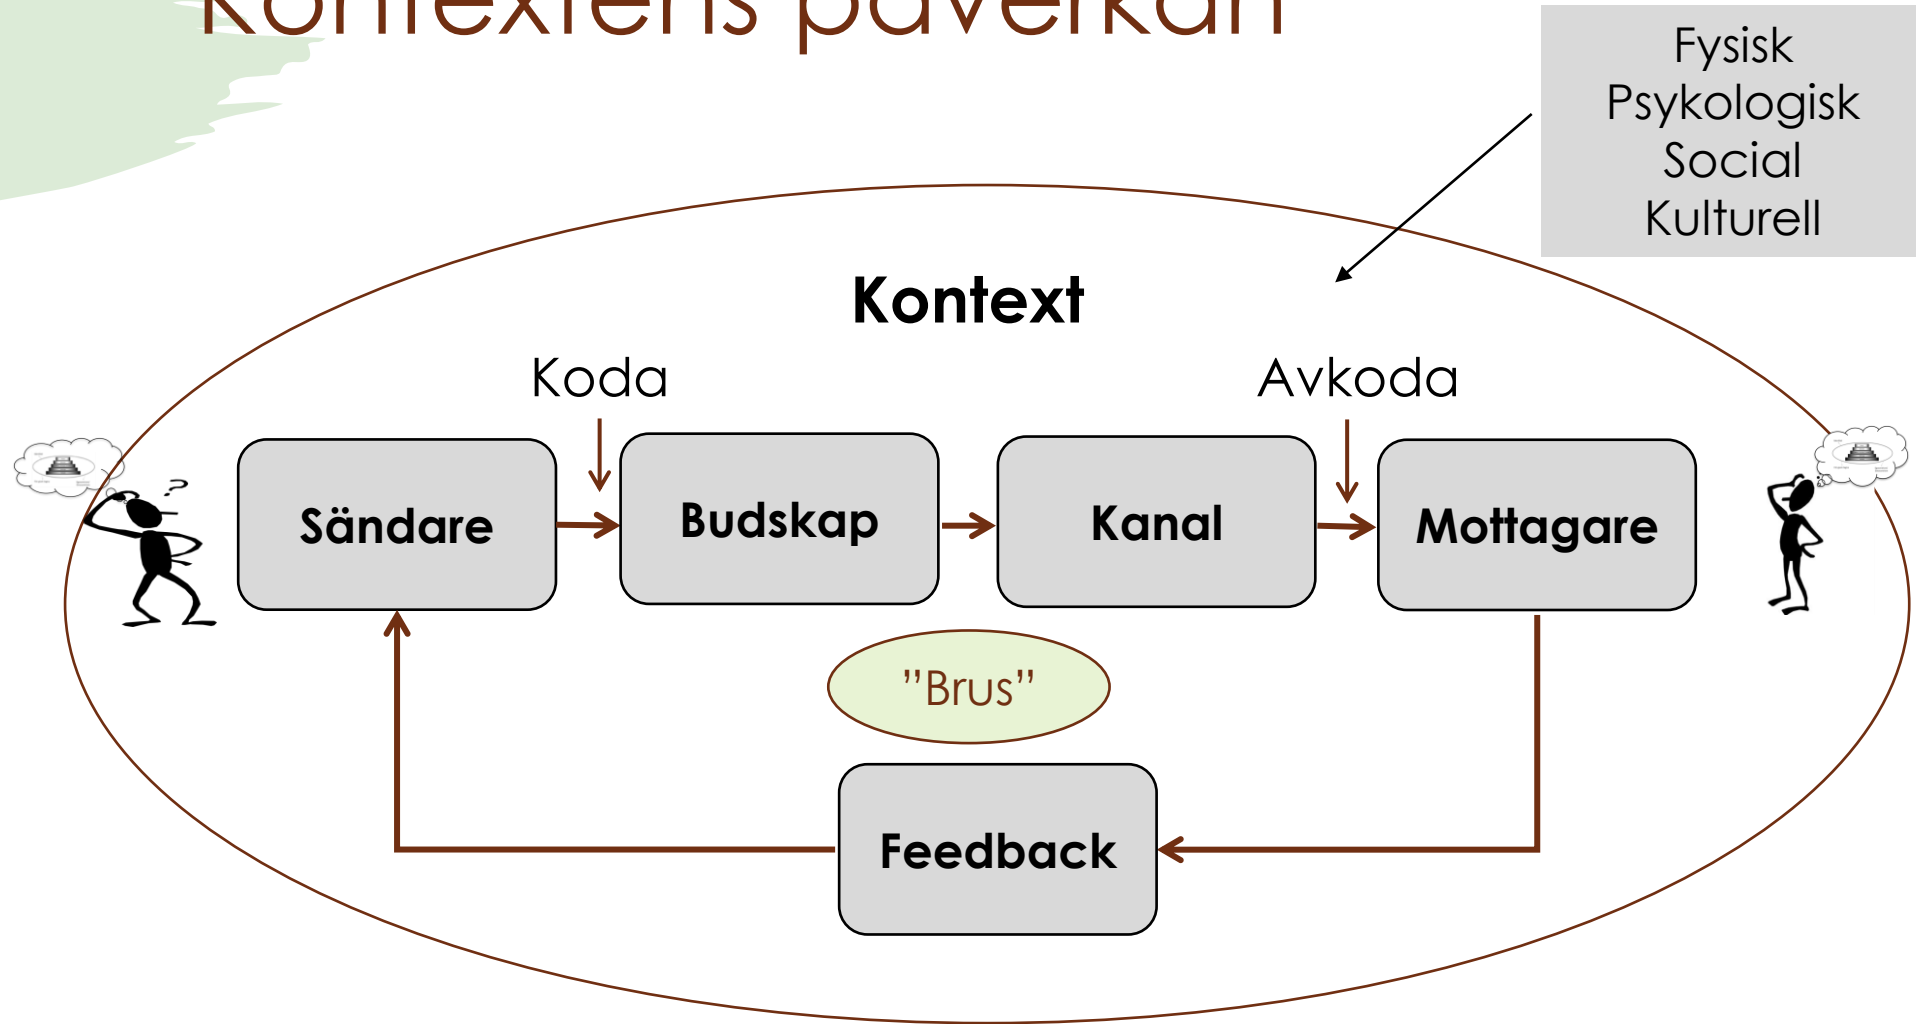 Kontextens påverkan
Fysisk
Psykologisk
Social
Kulturell
Kontext
Koda
Avkoda
?
Sändare
Budskap
Kanal
Mottagare
”Brus”
Feedback